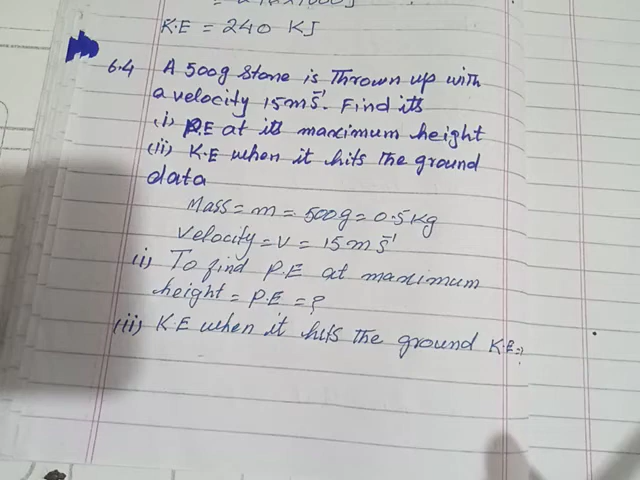 K.E = 240 KJ
6.4 A 500g stone is Thrown up with
a velocity 15ms⁻¹. Find its
(i) P.E at its maximum height
(ii) K.E when it hits the ground
data
Mass = m = 500g = 0.5 Kg
velocity = v = 15ms⁻¹
(i) To find P.E at maximum
height = P.E = ?
(ii) K.E when it hits the ground K.E = ?